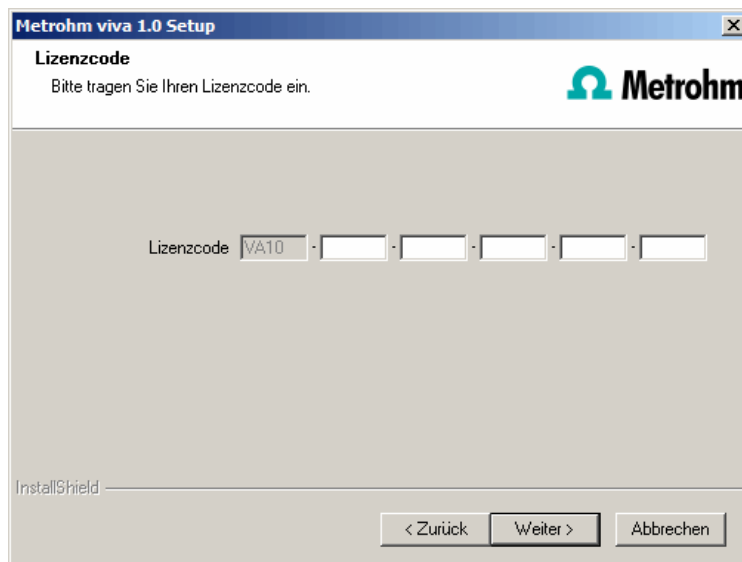 Metrohm viva 1.0 Setup
Lizenzcode
Bitte tragen Sie Ihren Lizenzcode ein.
Metrohm
Lizenzcode VA10 - - - - -
InstallShield
< Zurück Weiter > Abbrechen